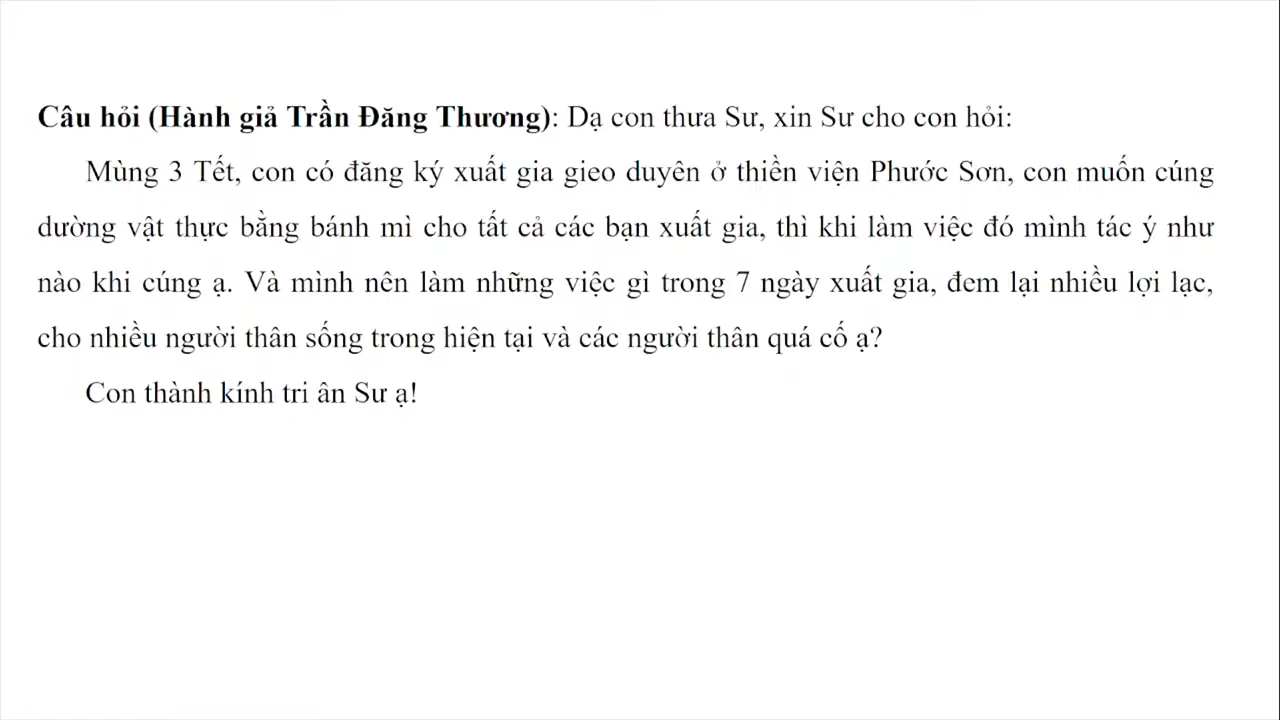 Câu hỏi (Hành giả Trần Đăng Thương): Dạ con thưa Sư, xin Sư cho con hỏi:
Mùng 3 Tết, con có đăng ký xuất gia gieo duyên ở thiền viện Phước Sơn, con muốn cúng
dường vật thực bằng bánh mì cho tất cả các bạn xuất gia, thì khi làm việc đó mình tác ý như
nào khi cúng ạ. Và mình nên làm những việc gì trong 7 ngày xuất gia, đem lại nhiều lợi lạc,
cho nhiều người thân sống trong hiện tại và các người thân quá cố ạ?
Con thành kính tri ân Sư ạ!